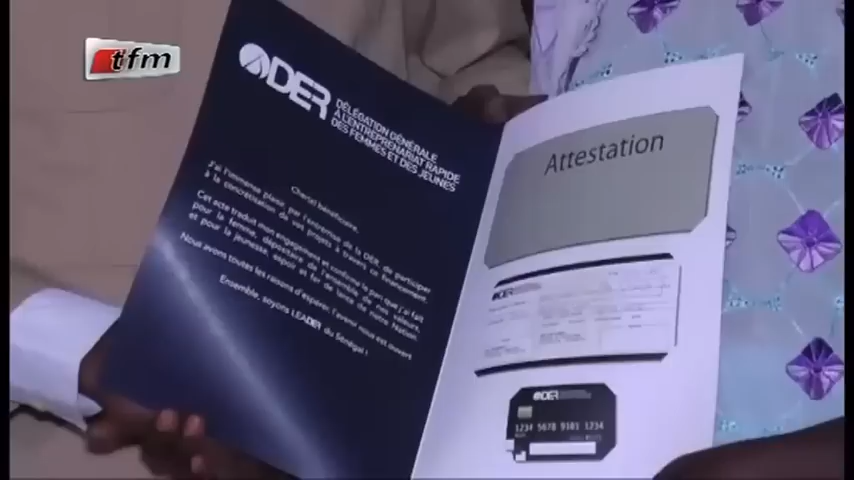 tfm
DER
DÉLÉGATION GÉNÉRALE
À L'ENTREPRENARIAT RAPIDE
DES FEMMES ET DES JEUNES
Cher(e) bénéficiaire,
J'ai l'immense plaisir, par l'entremise de la DER, de participer
à la concrétisation de vos projets à travers ce financement.
Cet acte traduit mon engagement et confirme le pari que j'ai fait
pour la femme, dépositaire de l'ensemble de nos valeurs,
et pour la jeunesse, espoir et fer de lance de notre Nation.
Nous avons toutes les raisons d'espérer, l'avenir nous est ouvert
Ensemble, soyons LEADER du Sénégal !
Attestation
DER
DER
1234 5678 9101 1234